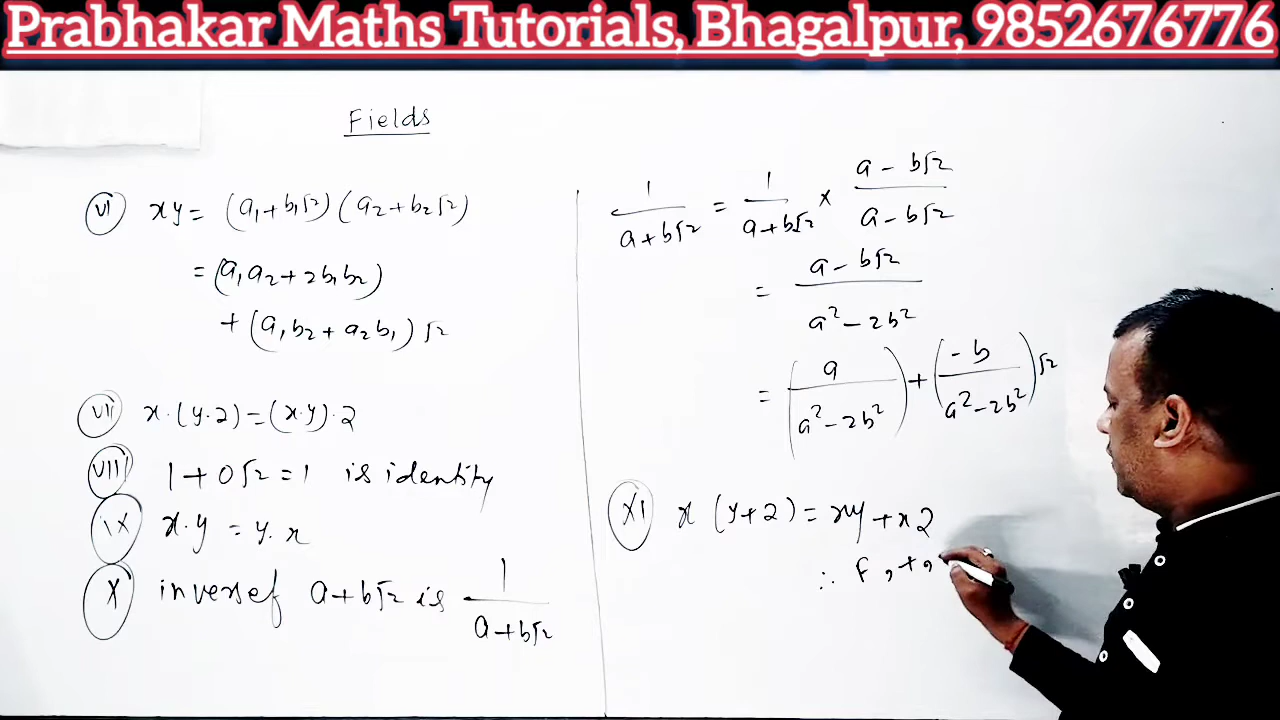 Prabhakar Maths Tutorials, Bhagalpur, 9852676776
Fields
(vi) xy = (a₁+b₁√2)(a₂+b₂√2)
= (a₁a₂+2b₁b₂)
+ (a₁b₂+a₂b₁)√2
(vii) x·(y·z)=(x·y)·z
(viii) 1+0√2=1 is identity
(ix) x·y = y·x
(x) inverse of a+b√2 is 1/(a+b√2)
1/(a+b√2) = 1/(a+b√2) × (a-b√2)/(a-b√2)
= (a-b√2)/(a²-2b²)
= (a/(a²-2b²)) + (-b/(a²-2b²))√2
(xi) x(y+z) = xy+xz
∴ F, +,